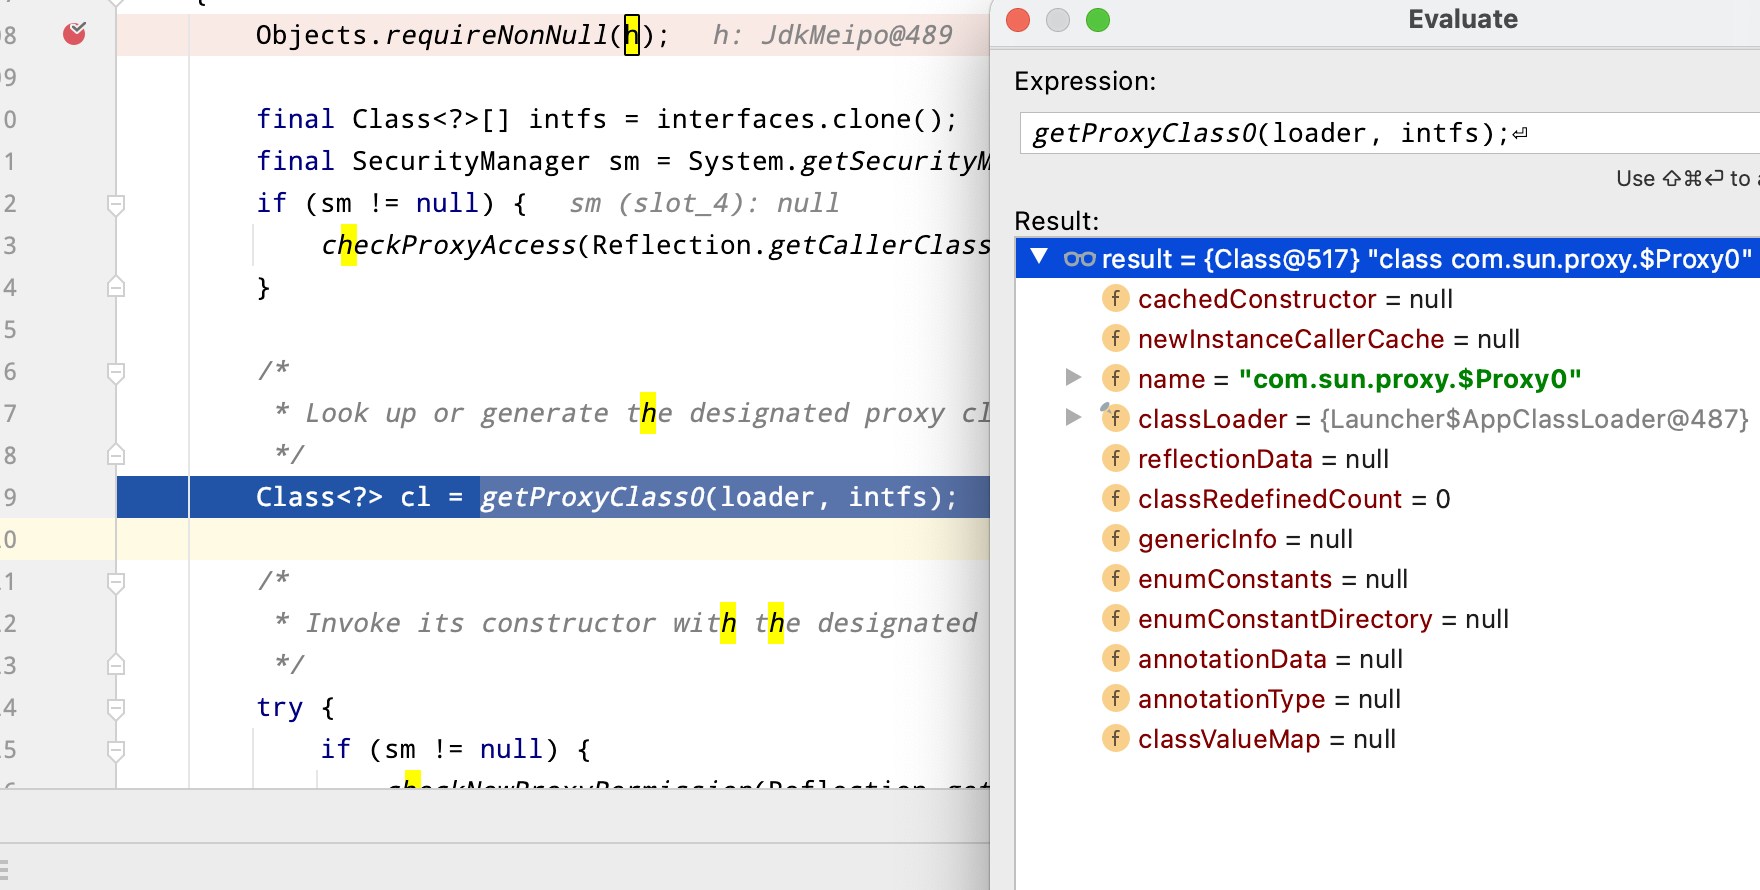 8
Objects.requireNonNull(h);   h: JdkMeipo@489
9
0
final Class<?>[] intfs = interfaces.clone();
1
final SecurityManager sm = System.getSecurityM
2
if (sm != null) {   sm (slot_4): null
3
checkProxyAccess(Reflection.getCallerClass
4
}
5
6
/*
7
* Look up or generate the designated proxy cl
8
*/
9
Class<?> cl = getProxyClass0(loader, intfs);
0
1
/*
2
* Invoke its constructor with the designated
3
*/
4
try {
5
if (sm != null) {
checkNewProxyPermission(Reflection.get
Evaluate
Expression:
getProxyClass0(loader, intfs);⏎
Use ⇧⌘⏎ to a
Result:
result = {Class@517} "class com.sun.proxy.$Proxy0"
f cachedConstructor = null
f newInstanceCallerCache = null
f name = "com.sun.proxy.$Proxy0"
f classLoader = {Launcher$AppClassLoader@487}
f reflectionData = null
f classRedefinedCount = 0
f genericInfo = null
f enumConstants = null
f enumConstantDirectory = null
f annotationData = null
f annotationType = null
f classValueMap = null